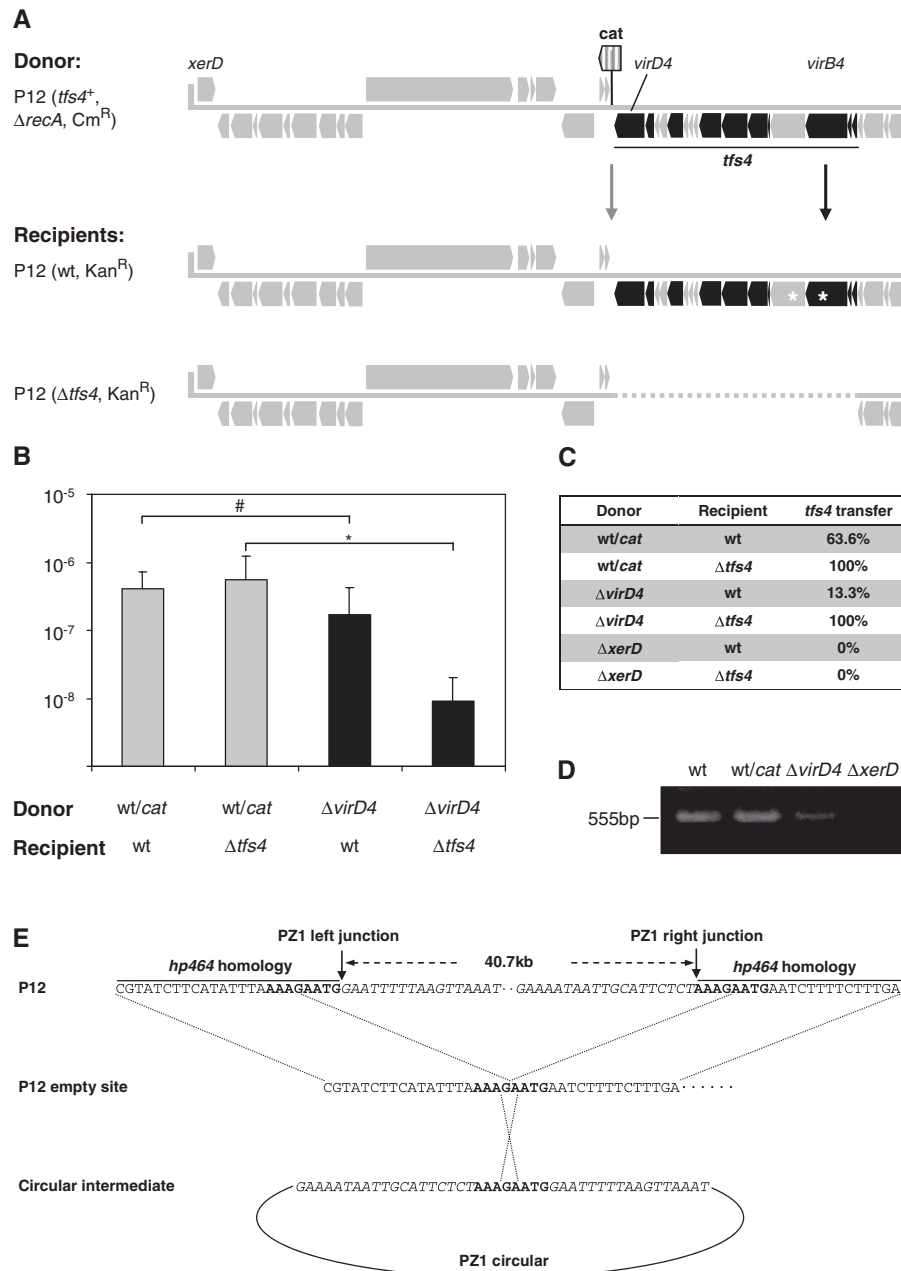 A
Donor:
P12 (tfs4+,
ΔrecA, CmR)
xerD
cat
virD4
virB4
tfs4
Recipients:
P12 (wt, KanR)
*
*
P12 (Δtfs4, KanR)
B
10-5
10-6
10-7
10-8
#
*
Donor wt/cat wt/cat ΔvirD4 ΔvirD4
Recipient wt Δtfs4 wt Δtfs4
C
Donor Recipient tfs4 transfer
wt/cat wt 63.6%
wt/cat Δtfs4 100%
ΔvirD4 wt 13.3%
ΔvirD4 Δtfs4 100%
ΔxerD wt 0%
ΔxerD Δtfs4 0%
D
wt wt/cat ΔvirD4 ΔxerD
555bp
E
PZ1 left junction PZ1 right junction
hp464 homology 40.7kb hp464 homology
P12 CGTATCTTCATATTTAAAAGAATGGAATTTTTAAGTTAAAT··GAAAATAATTGCATTCTCTAAAGAATGAATCTTTTCTTTGA
P12 empty site CGTATCTTCATATTTAAAAGAATGAATCTTTTCTTTGA······
Circular intermediate GAAAATAATTGCATTCTCTAAAGAATGGAATTTTTAAGTTAAAT
PZ1 circular